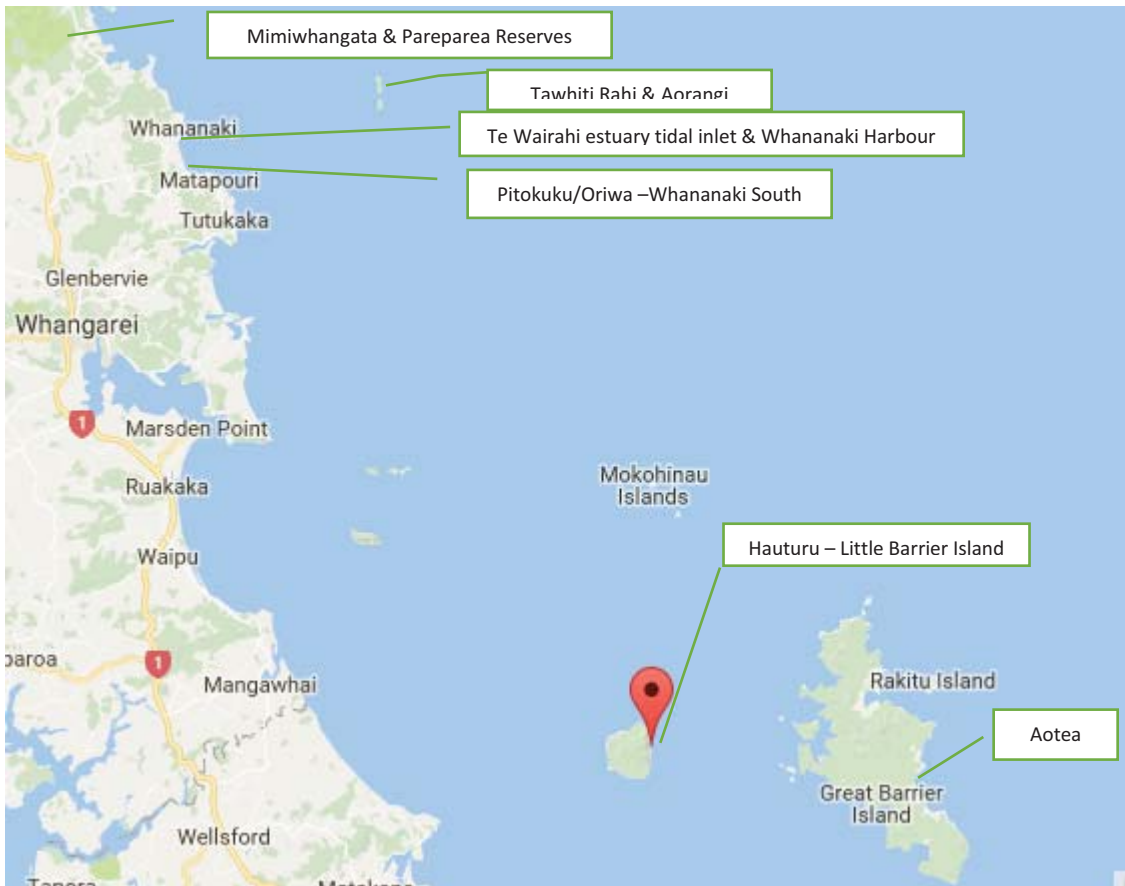 Mimiwhangata & Pareparea Reserves
Tawhiti Rahi & Aorangi
Whananaki
Te Wairahi estuary tidal inlet & Whananaki Harbour
Matapouri
Pitokuku/Oriwa –Whananaki South
Tutukaka
Glenbervie
Whangarei
1
Marsden Point
Ruakaka
Mokohinau
Islands
Waipu
Hauturu – Little Barrier Island
paroa
1
Mangawhai
Rakitu Island
Aotea
Great Barrier
Island
Wellsford